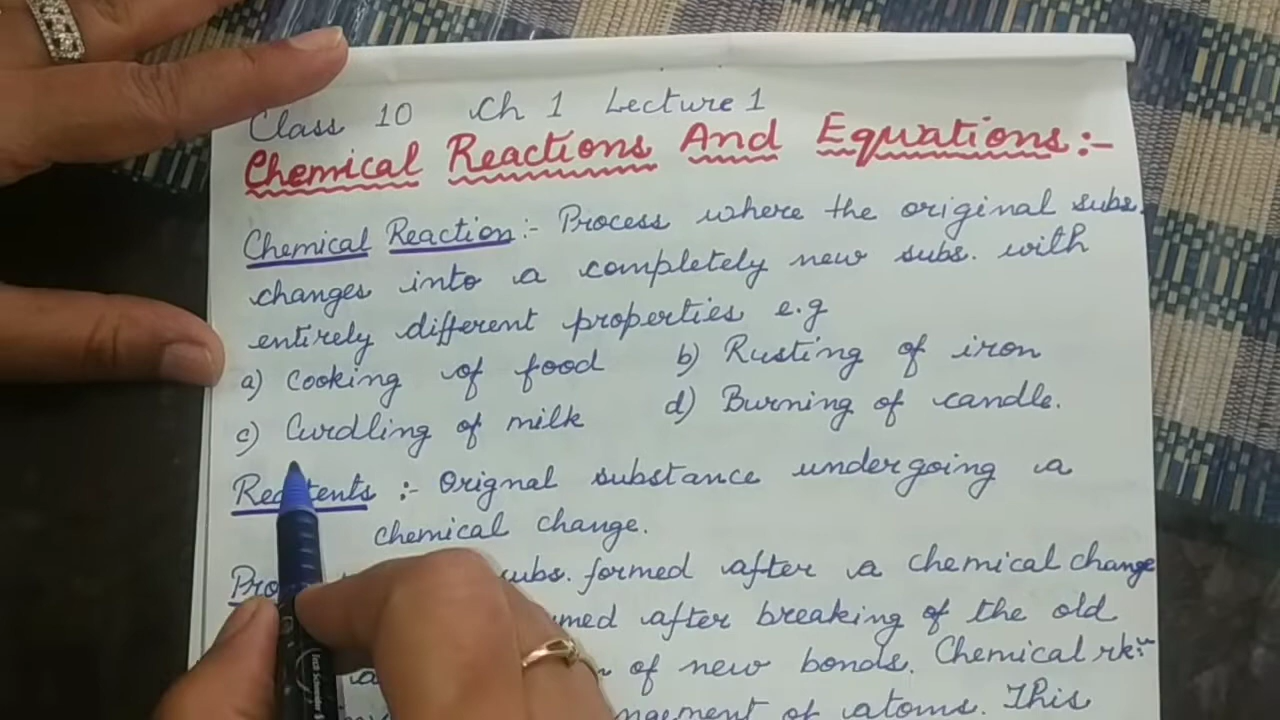 Class 10 Ch 1 Lecture 1
Chemical Reactions And Equations:-
Chemical Reaction:- Process where the original subs.
changes into a completely new subs. with
entirely different properties e.g
a) Cooking of food b) Rusting of iron
c) Curdling of milk d) Burning of candle.
:- Orignal substance undergoing a
chemical change.
subs. formed after a chemical change
after breaking of the old
of new bonds. Chemical
of atoms. This